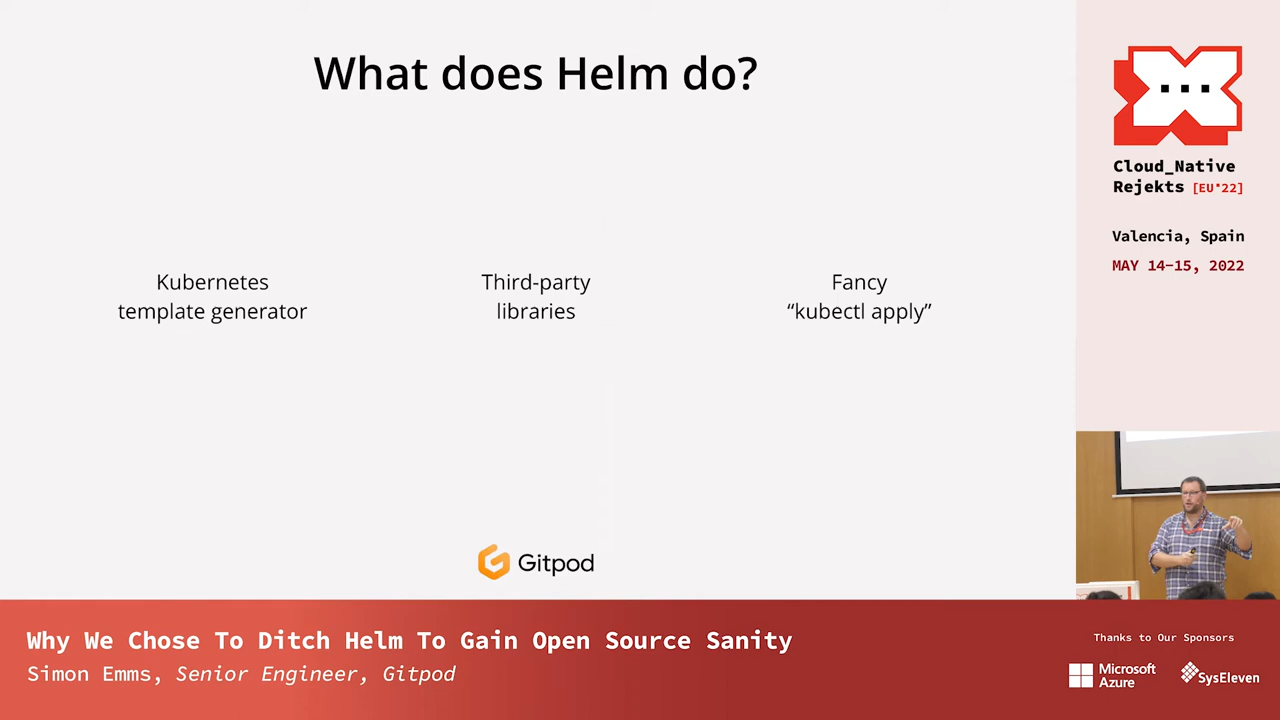 What does Helm do?
Kubernetes
template generator
Third-party
libraries
Fancy
“kubectl apply”
Gitpod
Cloud_Native
Rejekts [EU'22]
Valencia, Spain
MAY 14-15, 2022
Why We Chose To Ditch Helm To Gain Open Source Sanity
Simon Emms, Senior Engineer, Gitpod
Thanks to Our Sponsors
Microsoft
Azure
SysEleven